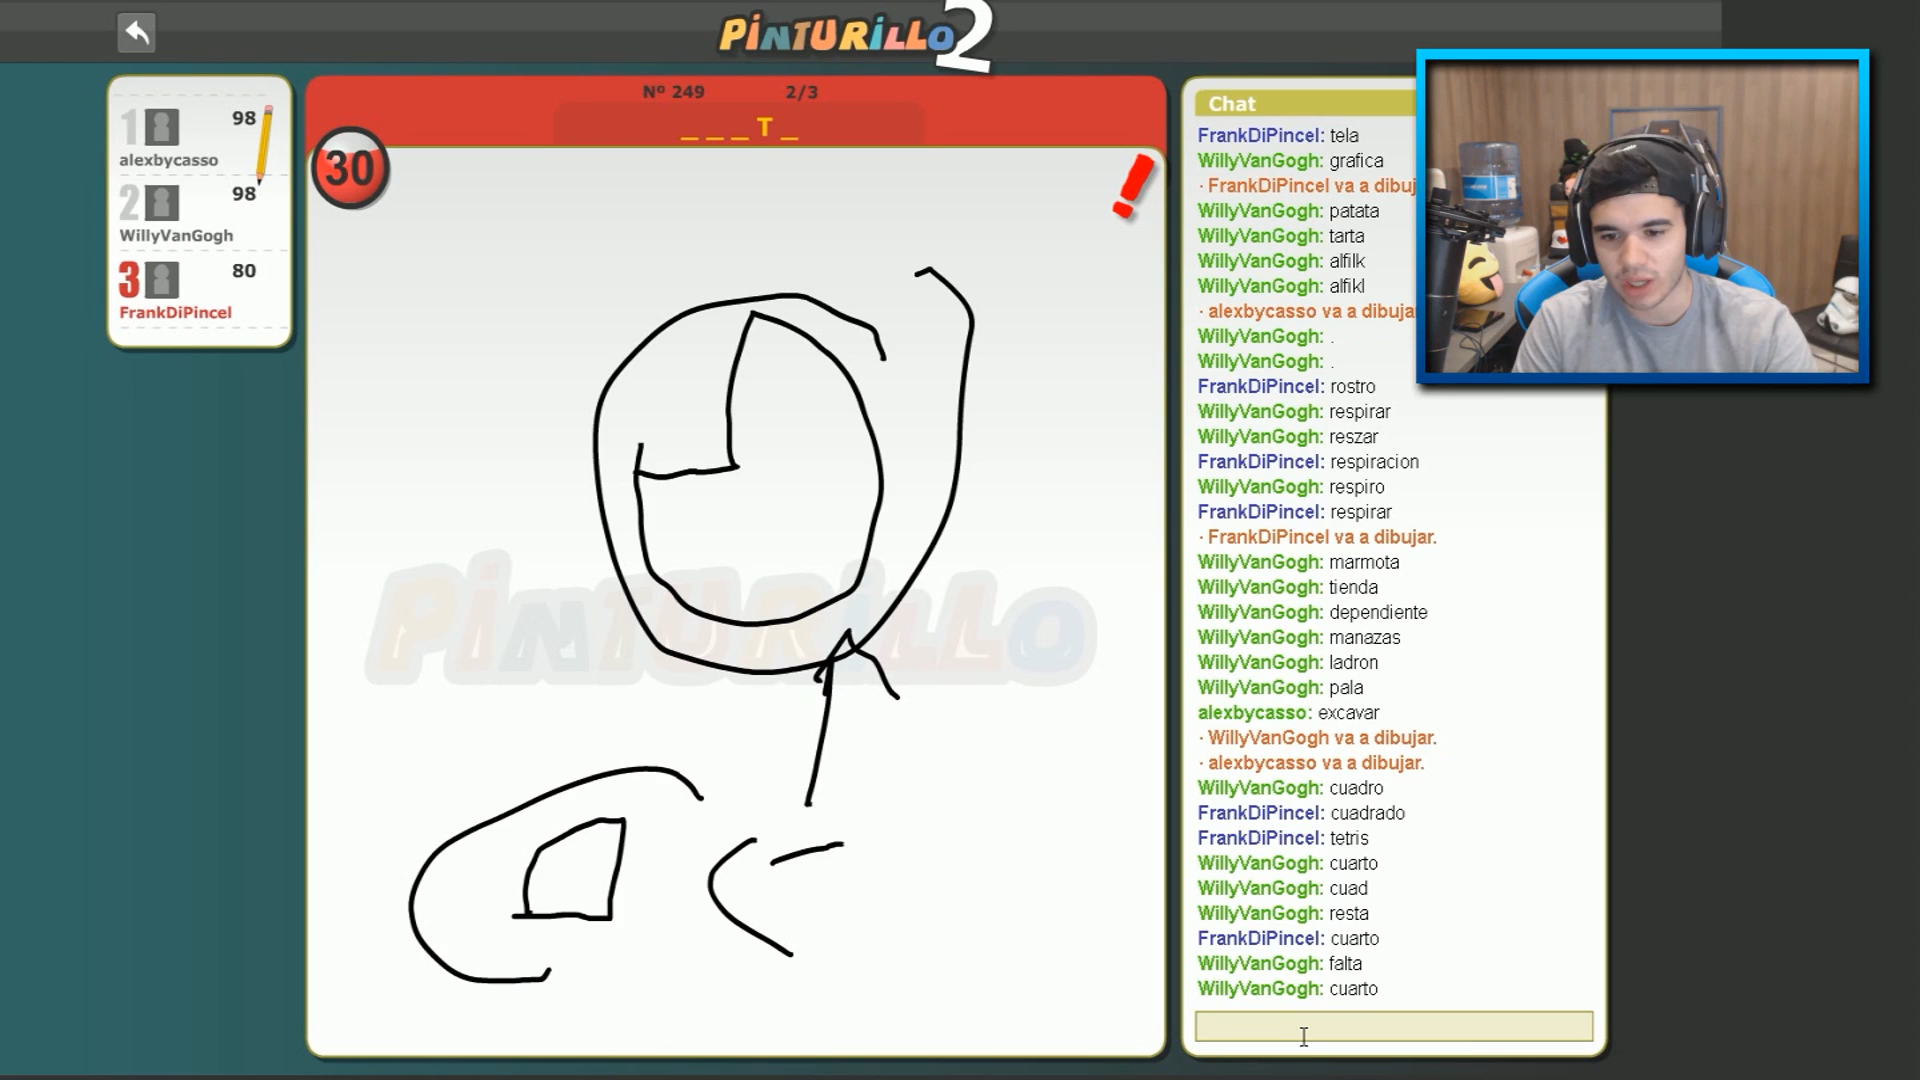 PINTURILLO 2
Nº 249 2/3
_ _ _ T _
30
1 98
alexbycasso
2 98
WillyVanGogh
3 80
FrankDiPincel
PINTURILLO
Chat
FrankDiPincel: tela
WillyVanGogh: grafica
· FrankDiPincel va a dibuj
WillyVanGogh: patata
WillyVanGogh: tarta
WillyVanGogh: alfilk
WillyVanGogh: alfikl
· alexbycasso va a dibuja
WillyVanGogh: .
WillyVanGogh: .
FrankDiPincel: rostro
WillyVanGogh: respirar
WillyVanGogh: reszar
FrankDiPincel: respiracion
WillyVanGogh: respiro
FrankDiPincel: respirar
· FrankDiPincel va a dibujar.
WillyVanGogh: marmota
WillyVanGogh: tienda
WillyVanGogh: dependiente
WillyVanGogh: manazas
WillyVanGogh: ladron
WillyVanGogh: pala
alexbycasso: excavar
· WillyVanGogh va a dibujar.
· alexbycasso va a dibujar.
WillyVanGogh: cuadro
FrankDiPincel: cuadrado
FrankDiPincel: tetris
WillyVanGogh: cuarto
WillyVanGogh: cuad
WillyVanGogh: resta
FrankDiPincel: cuarto
WillyVanGogh: falta
WillyVanGogh: cuarto